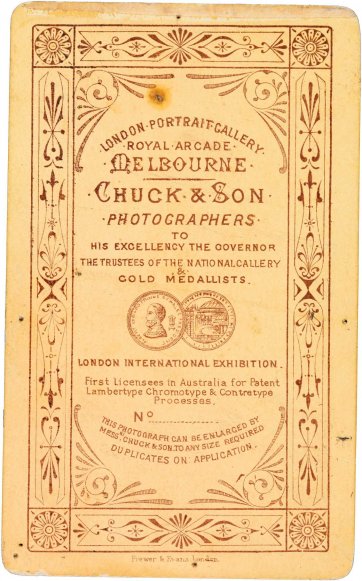 LONDON·PORTRAIT·GALLERY·
ROYAL·ARCADE
MELBOURNE
CHUCK & SON
·PHOTOGRAPHERS·
TO
HIS EXCELLENCY THE GOVERNOR
THE TRUSTEES OF THE NATIONAL GALLERY
&
GOLD MEDALLISTS.
LONDON INTERNATIONAL EXHIBITION.
First Licensees in Australia for Patent
Lambertype Chromotype & Contretype
Processes.
No
THIS PHOTOGRAPH CAN BE ENLARGED BY
MESS. CHUCK & SON, TO ANY SIZE REQUIRED
DUPLICATES ON APPLICATION.
Brewer & Evans London.